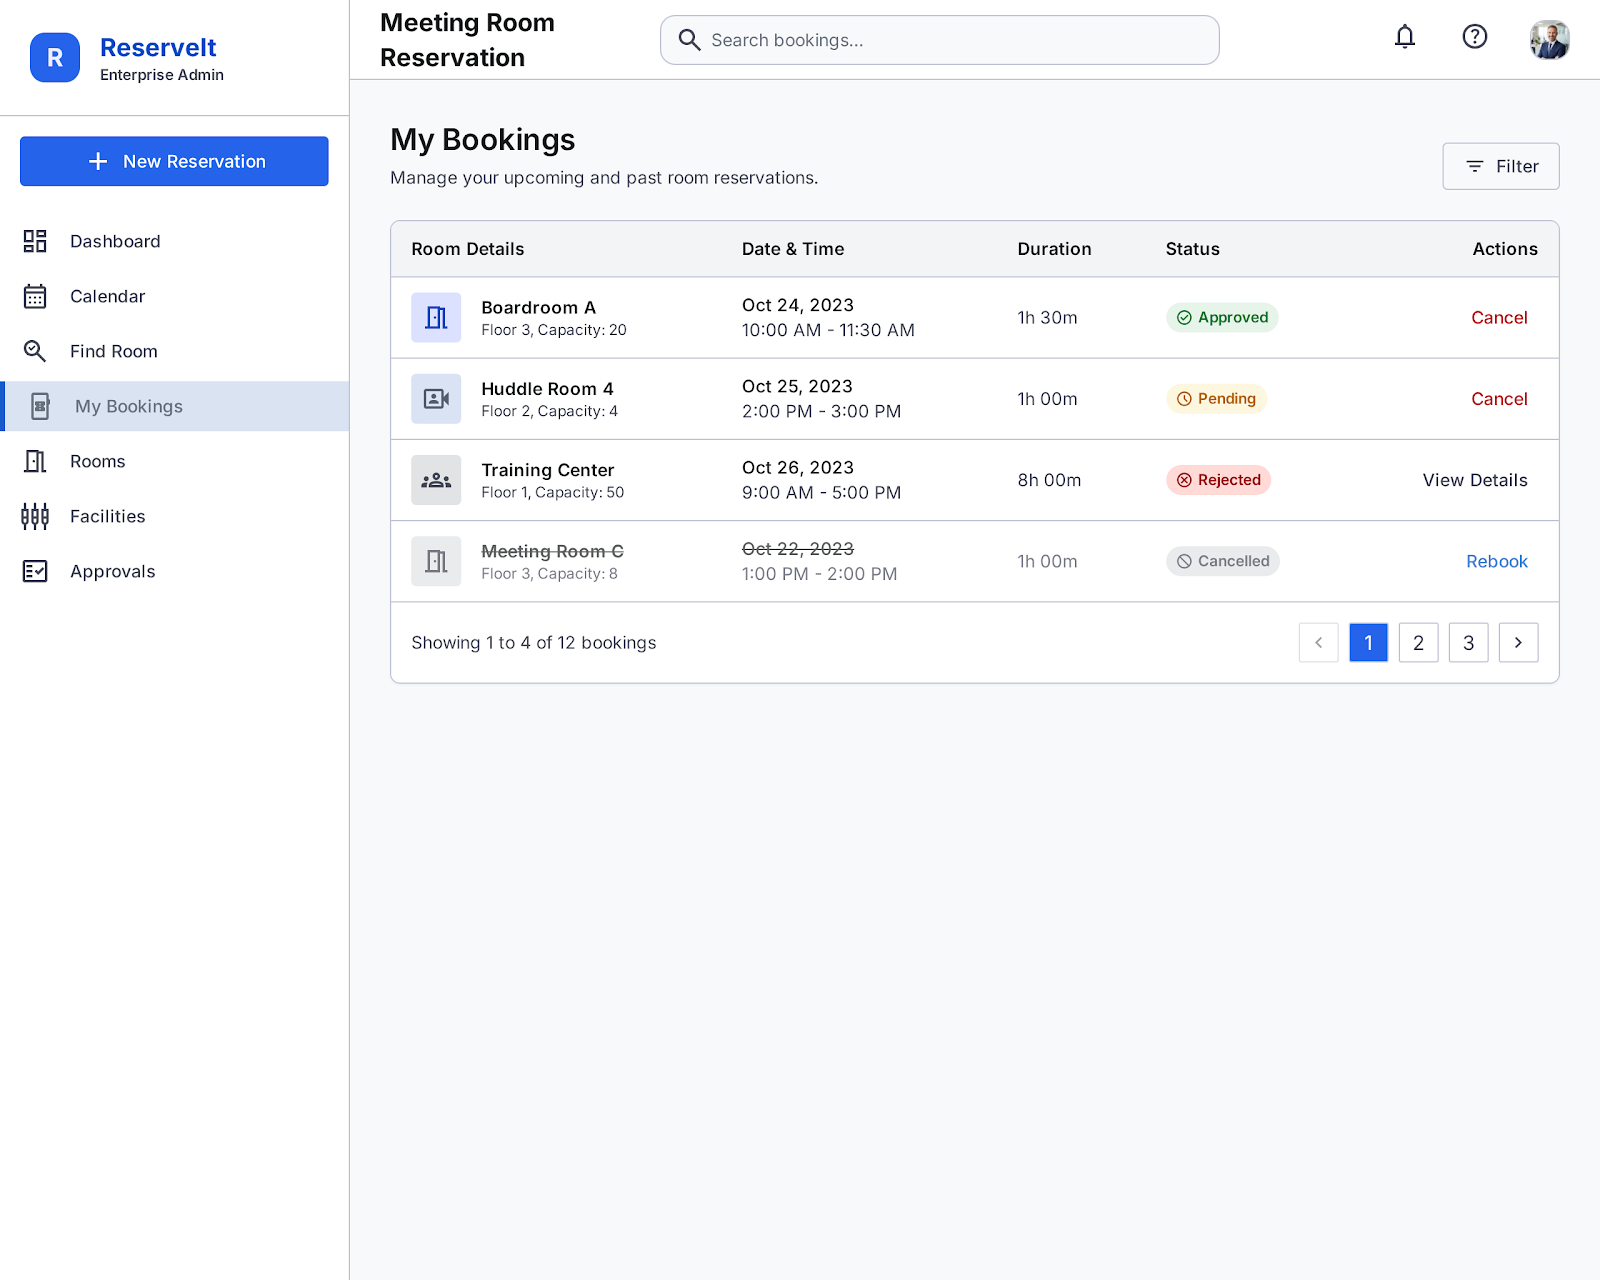 R
ReserveIt
Enterprise Admin
New Reservation
Dashboard
Calendar
Find Room
My Bookings
Rooms
Facilities
Approvals
Meeting Room
Reservation
Search bookings...
My Bookings
Manage your upcoming and past room reservations.
Filter
Room Details Date & Time Duration Status Actions
Boardroom A
Floor 3, Capacity: 20
Oct 24, 2023
10:00 AM - 11:30 AM
1h 30m
Approved
Cancel
Huddle Room 4
Floor 2, Capacity: 4
Oct 25, 2023
2:00 PM - 3:00 PM
1h 00m
Pending
Cancel
Training Center
Floor 1, Capacity: 50
Oct 26, 2023
9:00 AM - 5:00 PM
8h 00m
Rejected
View Details
Meeting Room C
Floor 3, Capacity: 8
Oct 22, 2023
1:00 PM - 2:00 PM
1h 00m
Cancelled
Rebook
Showing 1 to 4 of 12 bookings
1 2 3